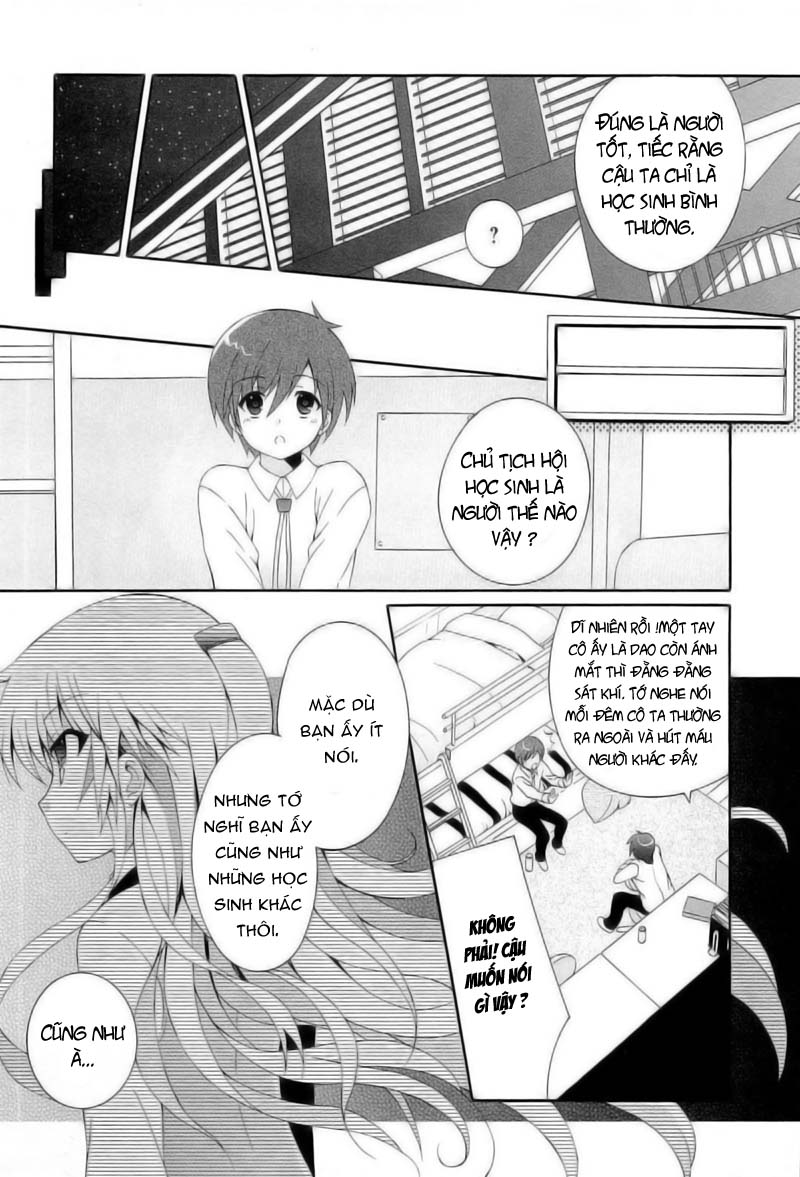 ĐÚNG LÀ NGƯỜI
TỐT, TIẾC RẰNG
CẬU TA CHỈ LÀ
HỌC SINH BÌNH
THƯỜNG.
?
CHỦ TỊCH HỘI
HỌC SINH LÀ
NGƯỜI THẾ NÀO
VẬY ?
DĨ NHIÊN RỒI !MỘT TAY
CÔ ẤY LÀ DAO CÒN ÁNH
MẮT THÌ ĐẰNG ĐẰNG
SÁT KHÍ. TỚ NGHE NÓI
MỖI ĐÊM CÔ TA THƯỜNG
RA NGOÀI VÀ HÚT MÁU
NGƯỜI KHÁC ĐẤY.
KHÔNG
PHẢI! CẬU
MUỐN NÓI
GÌ VẬY ?
MẶC DÙ
BẠN ẤY ÍT
NÓI.
NHƯNG TỚ
NGHĨ BẠN ẤY
CŨNG NHƯ
NHỮNG HỌC
SINH KHÁC
THÔI.
CŨNG NHƯ
À...